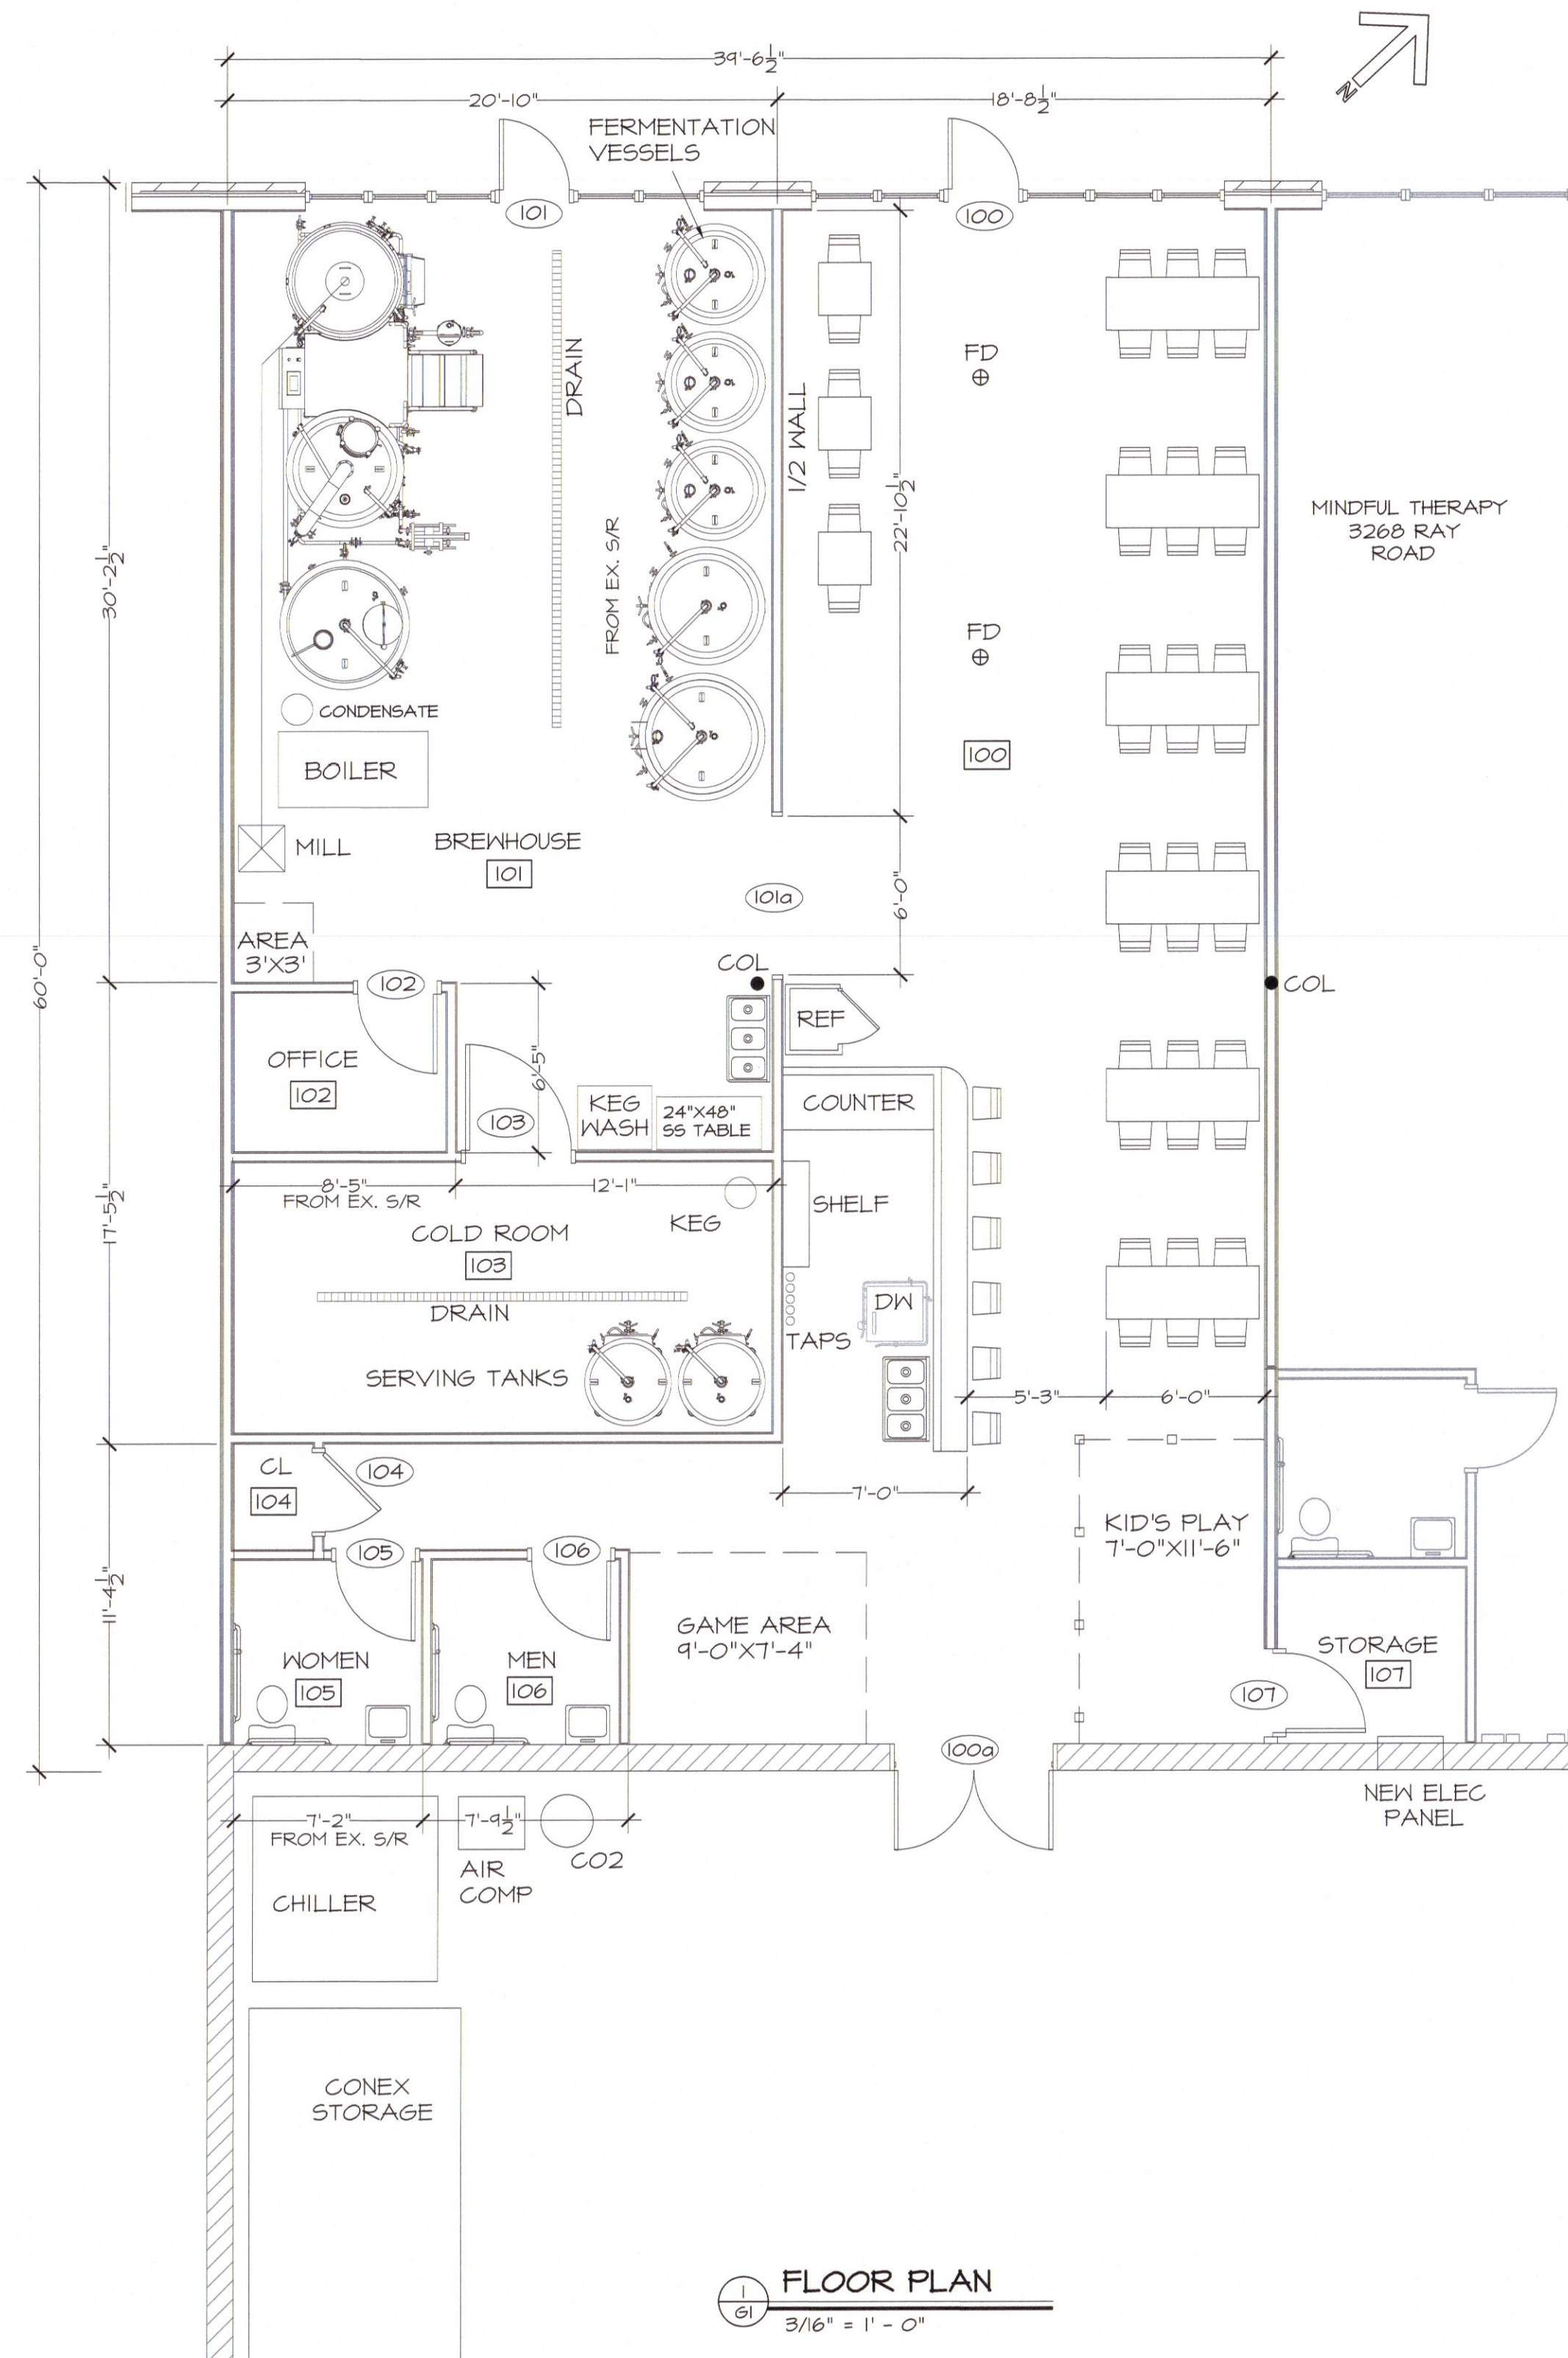 39'-6½"
20'-10"
18'-8½"
N
FERMENTATION
VESSELS
101
100
DRAIN
FD
1/2 WALL
22'-10½"
MINDFUL THERAPY
3268 RAY
ROAD
30'-2½"
FROM EX. S/R
FD
CONDENSATE
BOILER
100
MILL
BREWHOUSE
101
101a
6'-0"
AREA
3'X3'
60'-0"
102
COL
COL
REF
OFFICE
102
6'-5"
103
KEG
WASH
24"X48"
SS TABLE
COUNTER
8'-5"
FROM EX. S/R
12'-1"
17'-5½"
KEG
SHELF
COLD ROOM
103
DRAIN
DW
TAPS
SERVING TANKS
5'-3"
6'-0"
CL
104
104
7'-0"
KID'S PLAY
7'-0"X11'-6"
105
106
11'-4½"
GAME AREA
9'-0"X7'-4"
WOMEN
105
MEN
106
STORAGE
107
107
100a
NEW ELEC
PANEL
7'-2"
FROM EX. S/R
7'-9½"
CO2
AIR
COMP
CHILLER
CONEX
STORAGE
1
G1
FLOOR PLAN
3/16" = 1' - 0"